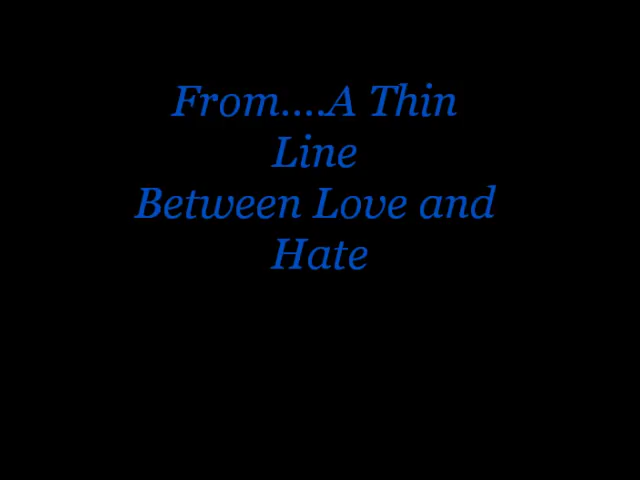 From....A Thin
Line
Between Love and
Hate